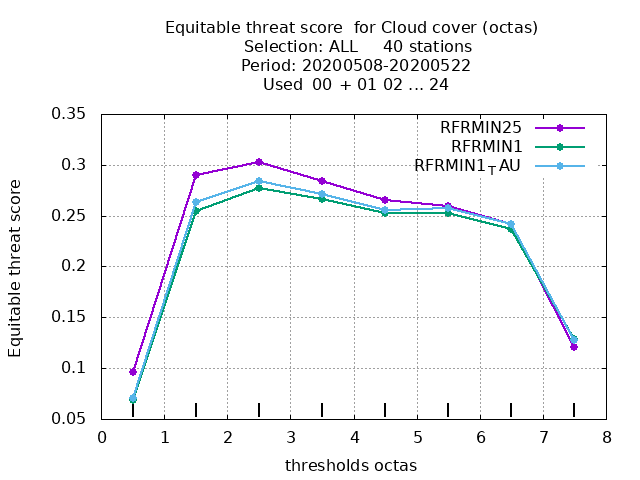 Equitable threat score  for Cloud cover (octas)
Selection: ALL     40 stations
Period: 20200508-20200522
Used  00  + 01 02 ... 24
RFRMIN25
RFRMIN1
RFRMIN1TAU
Equitable threat score
0.35
0.3
0.25
0.2
0.15
0.1
0.05
0 1 2 3 4 5 6 7 8
thresholds octas